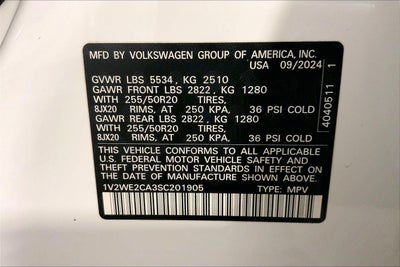 MFD BY VOLKSWAGEN GROUP OF AMERICA, INC.
USA 09/2024
GVWR LBS 5534, KG 2510
GAWR FRONT LBS 2822, KG 1280
WITH 255/50R20 TIRES,
8JX20 RIMS, AT 250 KPA, 36 PSI COLD
GAWR REAR LBS 2822, KG 1280
WITH 255/50R20 TIRES,
8JX20 RIMS, AT 250 KPA. 36 PSI COLD
THIS VEHICLE CONFORMS TO ALL APPLICABLE
U.S. FEDERAL MOTOR VEHICLE SAFETY AND
THEFT PREVENTION STANDARDS IN EFFECT ON
THE DATE OF MANUFACTURE SHOWN ABOVE.
1V2WE2CA3SC201905 TYPE: MPV
4040511 1